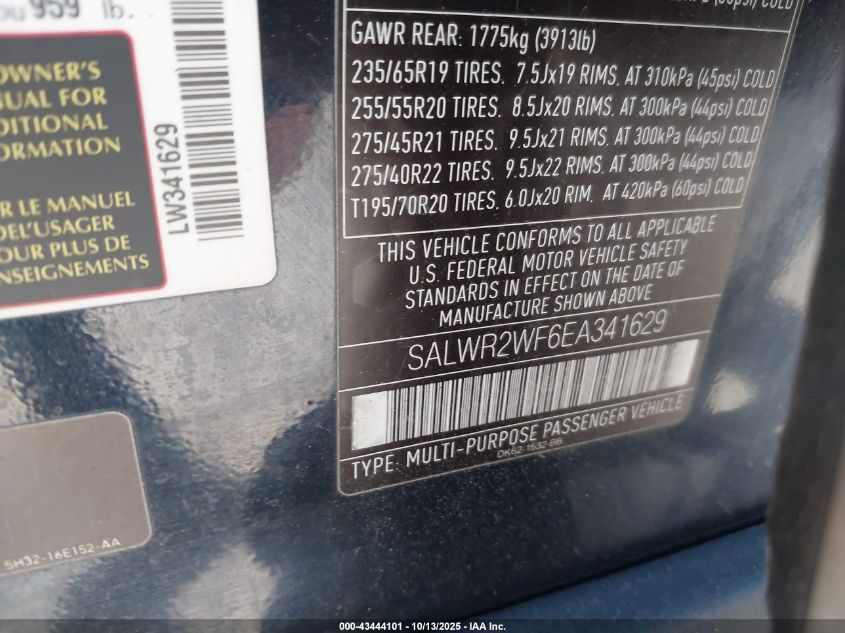 959 lb.
OWNER'S
FOR
ORMATION
LE MANUEL
DE L'USAGER
POUR PLUS DE
NSEIGNEMENTS
LW341629
COLD
GAWR REAR: 1775kg (3913lb)
235/65R19 TIRES, 7.5Jx19 RIMS, AT 310kPa (45psi) COLD
255/55R20 TIRES, 8.5Jx20 RIMS, AT 300kPa (44psi) COLD
275/45R21 TIRES, 9.5Jx21 RIMS, AT 300kPa (44psi) COLD
275/40R22 TIRES, 9.5Jx22 RIMS, AT 300kPa (44psi) COLD
T195/70R20 TIRES, 6.0Jx20 RIM, AT 420kPa (60psi) COLD
THIS VEHICLE CONFORMS TO ALL APPLICABLE
U.S. FEDERAL MOTOR VEHICLE SAFETY
STANDARDS IN EFFECT ON THE DATE OF
MANUFACTURE SHOWN ABOVE
SALWR2WF6EA341629
TYPE: MULTI-PURPOSE PASSENGER VEHICLE
DK62-1532-BB
5H32-16E152-AA
000-43444101 - 10/13/2025 - IAA Inc.